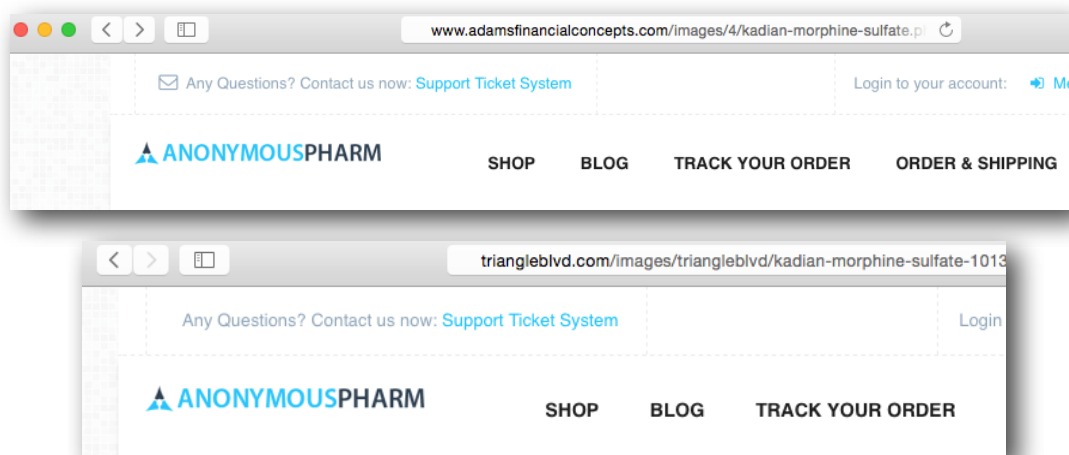 www.adamsfinancialconcepts.com/images/4/kadian-morphine-sulfate.p
Any Questions? Contact us now: Support Ticket System Login to your account: Me
ANONYMOUSPHARM SHOP BLOG TRACK YOUR ORDER ORDER & SHIPPING
triangleblvd.com/images/triangleblvd/kadian-morphine-sulfate-1013
Any Questions? Contact us now: Support Ticket System Login
ANONYMOUSPHARM SHOP BLOG TRACK YOUR ORDER